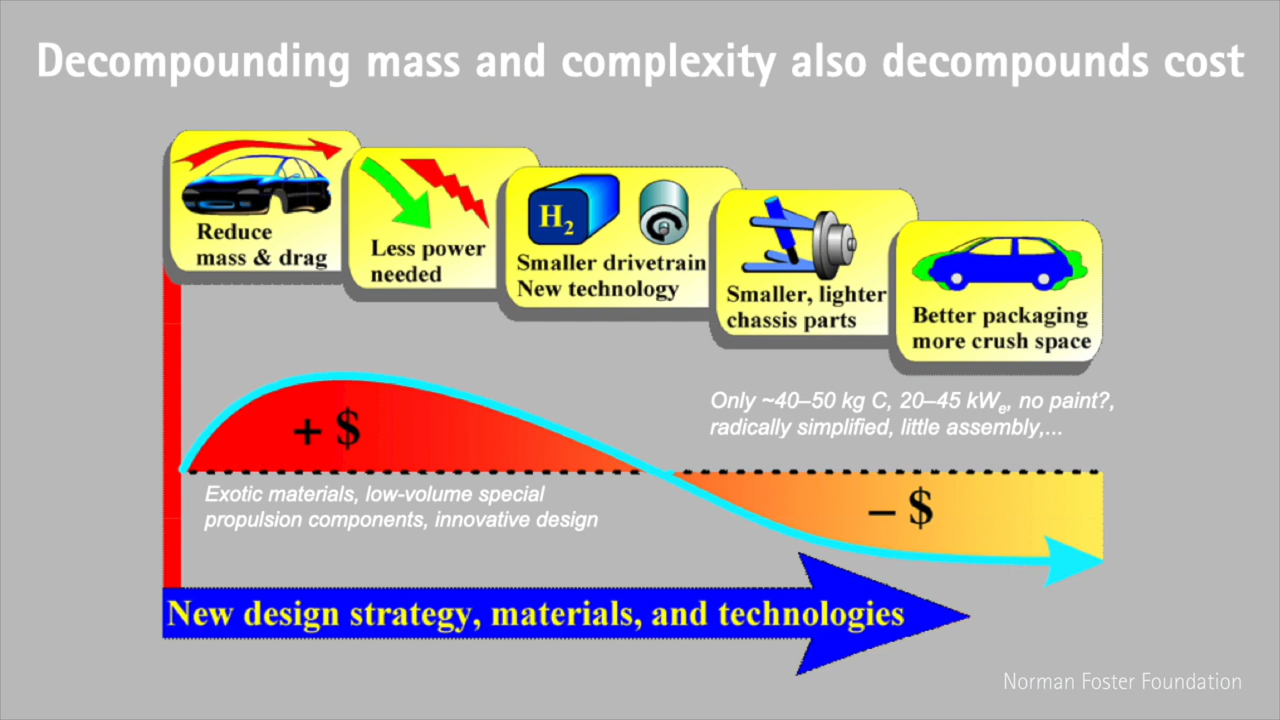 Decompounding mass and complexity also decompounds cost
Reduce
mass & drag
Less power
needed
H2
Smaller drivetrain
New technology
Smaller, lighter
chassis parts
Better packaging
more crush space
Only ~40–50 kg C, 20–45 kWe, no paint?,
radically simplified, little assembly,...
+ $
Exotic materials, low-volume special
propulsion components, innovative design
– $
New design strategy, materials, and technologies
Norman Foster Foundation